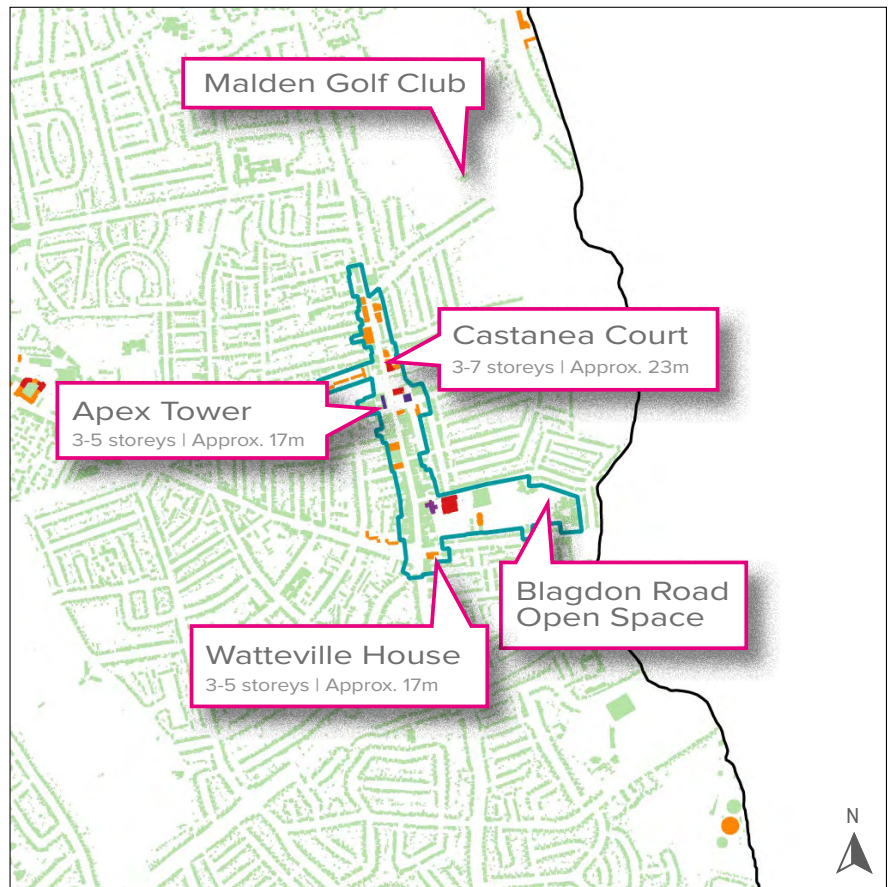 Malden Golf Club
Castanea Court
3-7 storeys | Approx. 23m
Apex Tower
3-5 storeys | Approx. 17m
Blagdon Road
Open Space
Watteville House
3-5 storeys | Approx. 17m
N